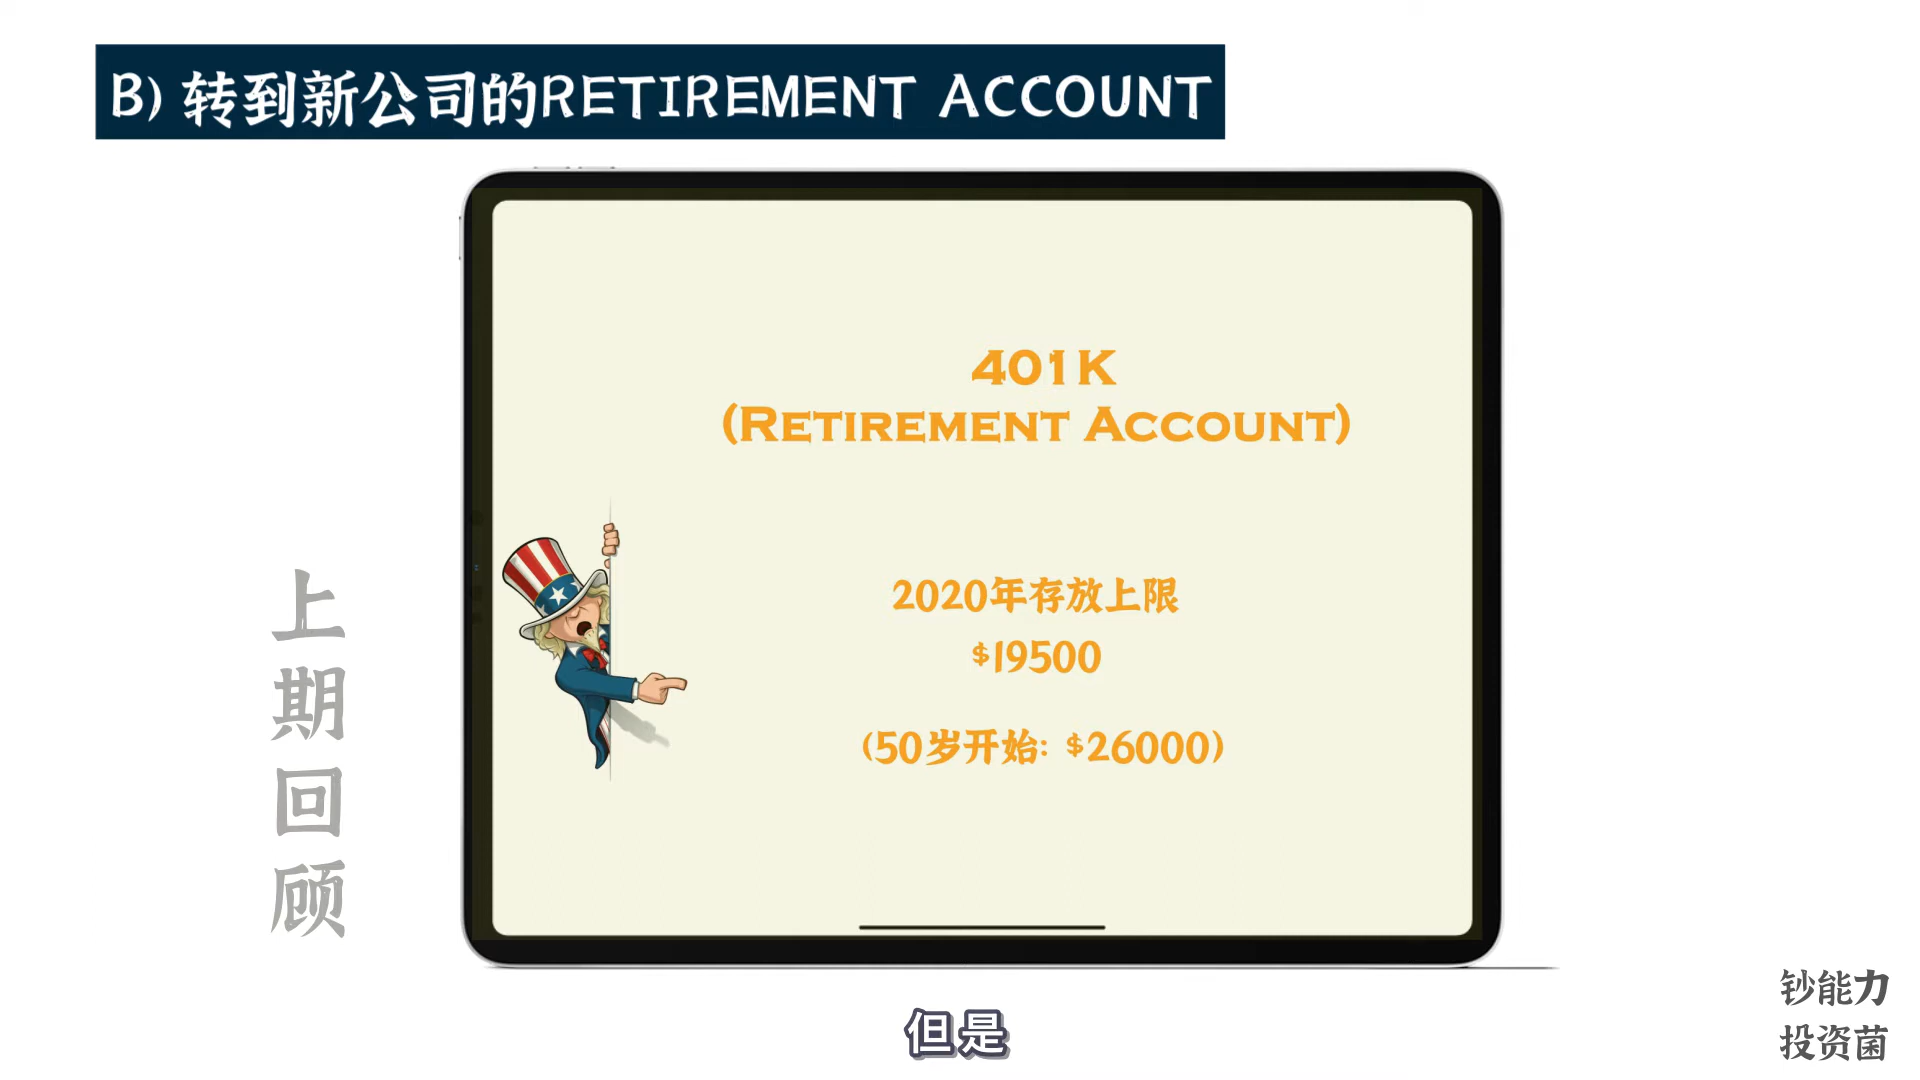 B) 转到新公司的RETIREMENT ACCOUNT
401K
(RETIREMENT ACCOUNT)
2020年存放上限
$19500
(50岁开始: $26000)
上期回顾
但是
钞能力
投资菌